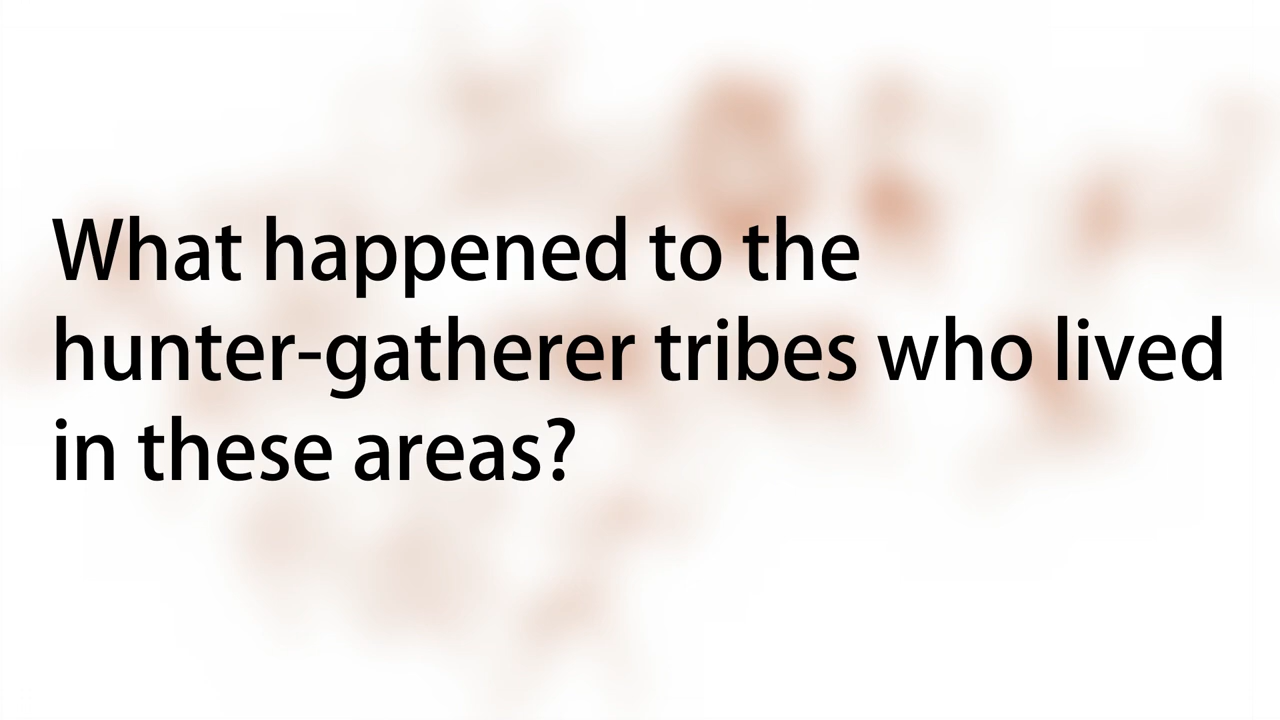 What happened to the
hunter-gatherer tribes who lived
in these areas?